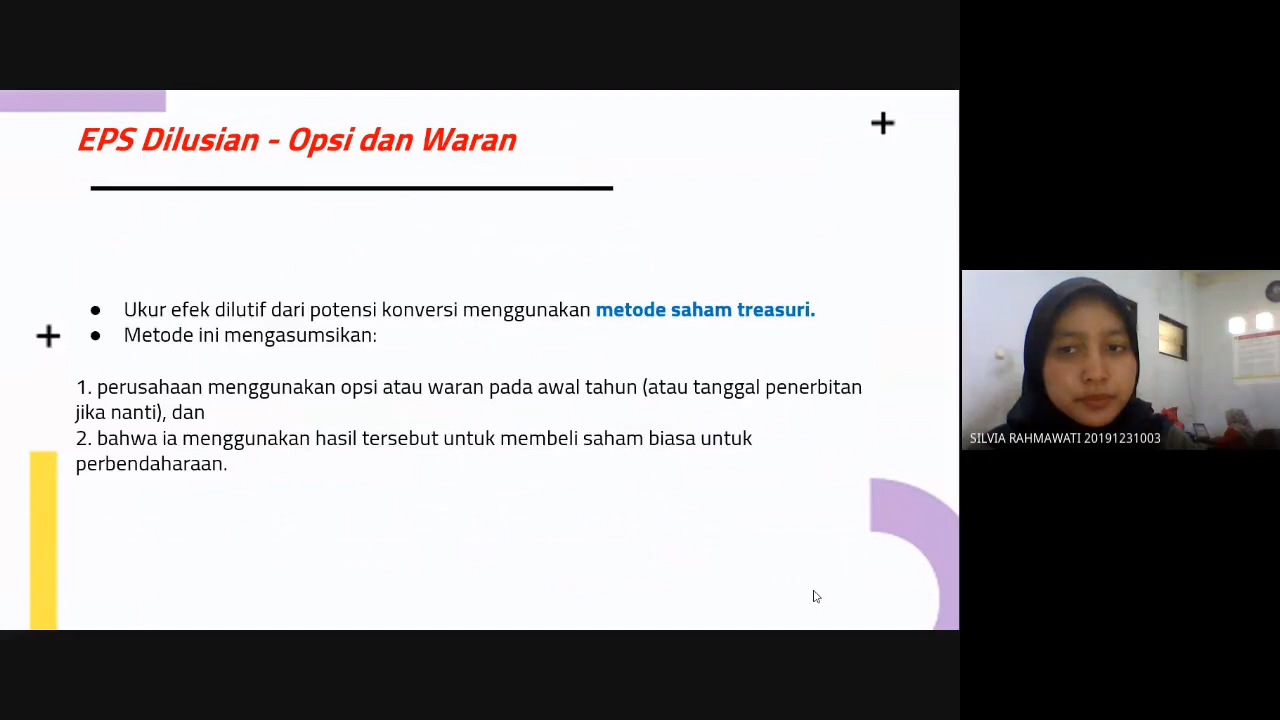 EPS Dilusian - Opsi dan Waran
● Ukur efek dilutif dari potensi konversi menggunakan metode saham treasuri.
● Metode ini mengasumsikan:
1. perusahaan menggunakan opsi atau waran pada awal tahun (atau tanggal penerbitan
jika nanti), dan
2. bahwa ia menggunakan hasil tersebut untuk membeli saham biasa untuk
perbendaharaan.
SILVIA RAHMAWATI 20191231003